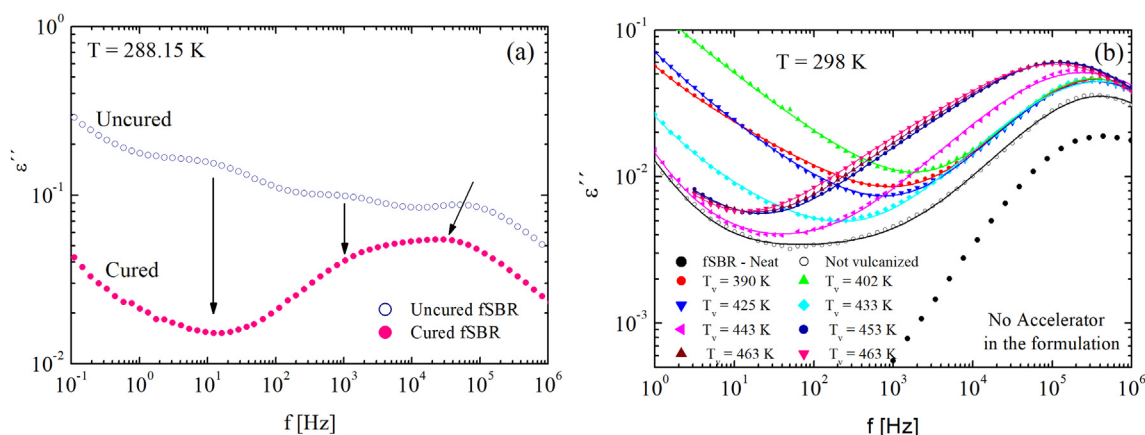 T = 288.15 K
(a)
Uncured
Cured
Uncured fSBR
Cured fSBR
ε´´
10⁰
10⁻¹
10⁻²
10⁻¹ 10⁰ 10¹ 10² 10³ 10⁴ 10⁵ 10⁶
f [Hz]
T = 298 K
(b)
ε´´
10⁻¹
10⁻²
10⁻³
fSBR - Neat
Not vulcanized
Tᵥ = 390 K
Tᵥ = 402 K
Tᵥ = 425 K
Tᵥ = 433 K
Tᵥ = 443 K
Tᵥ = 453 K
Tᵥ = 463 K
Tᵥ = 463 K
No Accelerator
in the formulation
10⁰ 10¹ 10² 10³ 10⁴ 10⁵ 10⁶
f [Hz]